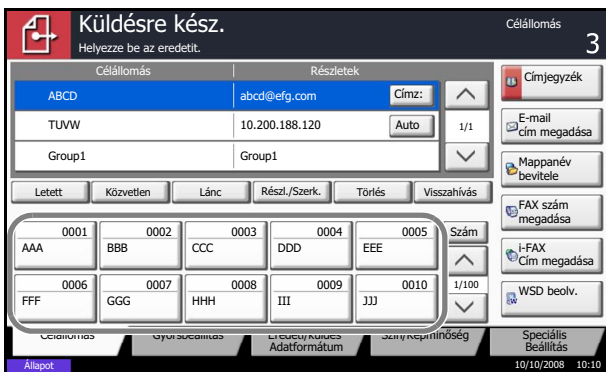 Küldésre kész.
Helyezze be az eredetit.
Célállomás
3
Célállomás Részletek
ABCD abcd@efg.com Címz:
TUVW 10.200.188.120 Auto 1/1
Group1 Group1
Letett Közvetlen Lánc Részl./Szerk. Törlés Visszahívás
0001 0002 0003 0004 0005 Szám
AAA BBB CCC DDD EEE
0006 0007 0008 0009 0010 1/100
FFF GGG HHH III JJJ
Címjegyzék
E-mail
cím megadása
Mappanév
bevitele
FAX szám
megadása
i-FAX
Cím megadása
WSD beolv.
Célállomás Gyorsbeállítás Eredeti/Küldés Szín/Képminőség Speciális
Adatformátum Beállítás
Állapot 10/10/2008 10:10